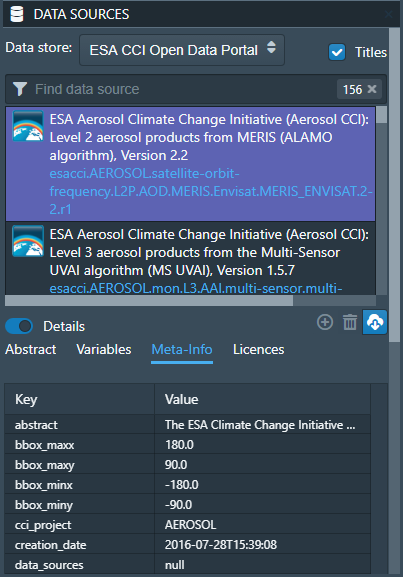 DATA SOURCES
Data store: ESA CCI Open Data Portal Titles
Find data source 156
ESA Aerosol Climate Change Initiative (Aerosol CCI):
Level 2 aerosol products from MERIS (ALAMO
algorithm), Version 2.2
esacci.AEROSOL.satellite-orbit-
frequency.L2P.AOD.MERIS.Envisat.MERIS_ENVISAT.2-
2.r1
ESA Aerosol Climate Change Initiative (Aerosol CCI):
Level 3 aerosol products from the Multi-Sensor
UVAI algorithm (MS UVAI), Version 1.5.7
esacci.AEROSOL.mon.L3.AAI.multi-sensor.multi-
Details
Abstract Variables Meta-Info Licences
Key Value
abstract The ESA Climate Change Initiative ...
bbox_maxx 180.0
bbox_maxy 90.0
bbox_minx -180.0
bbox_miny -90.0
cci_project AEROSOL
creation_date 2016-07-28T15:39:08
data_sources null